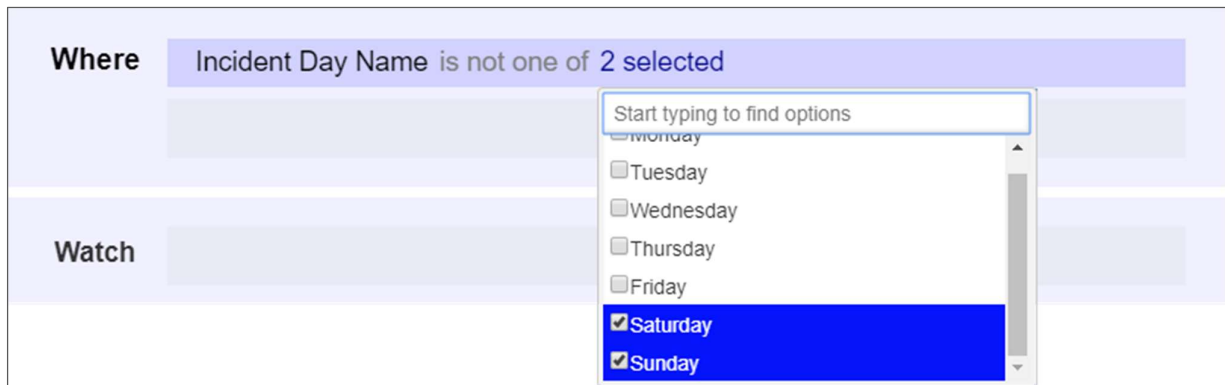 Where Incident Day Name is not one of 2 selected
Start typing to find options
Monday
Tuesday
Wednesday
Thursday
Friday
Watch
Saturday
Sunday